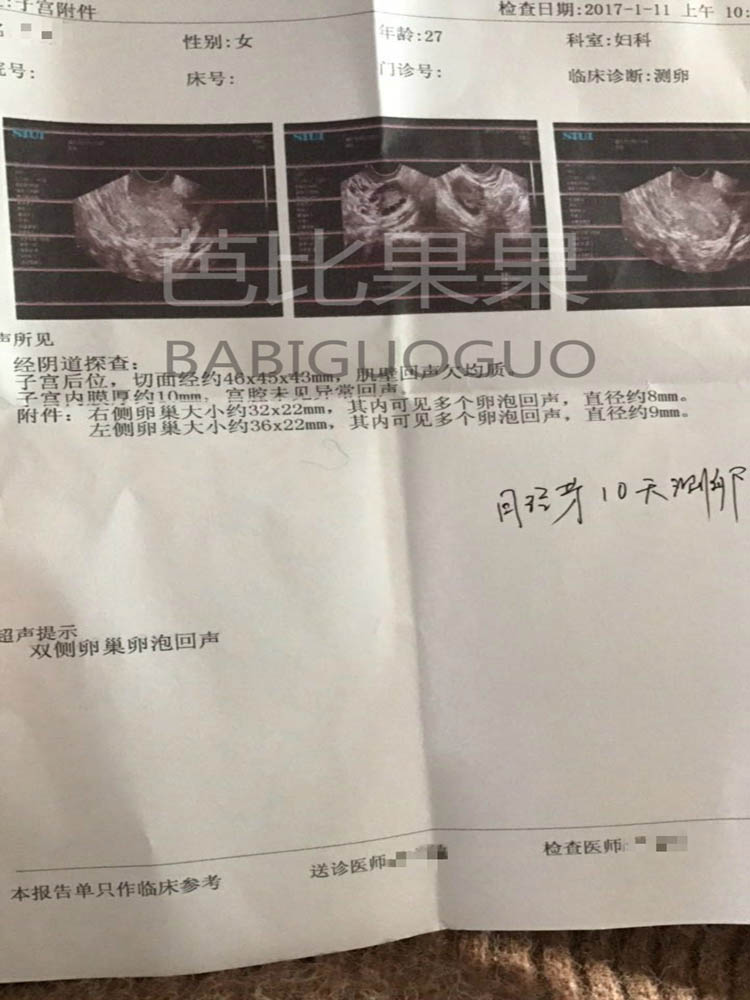 子宫附件
检查日期:2017-1-11 上午 10:
性别:女
年龄:27
科室:妇科
号:
床号:
门诊号:
临床诊断:测卵
SIUI
SIUI
SIUI
芭比果果
BABIGUOGUO
声所见
经阴道探查:
子宫后位，切面经约46x45x43mm，肌壁回声欠均质。
子宫内膜厚约10mm，宫腔未见异常回声。
附件：右侧卵巢大小约32x22mm，其内可见多个卵泡回声，直径约8mm。
左侧卵巢大小约36x22mm，其内可见多个卵泡回声，直径约9mm。
月经第10天测卵
超声提示
双侧卵巢卵泡回声
本报告单只作临床参考
送诊医师
检查医师: